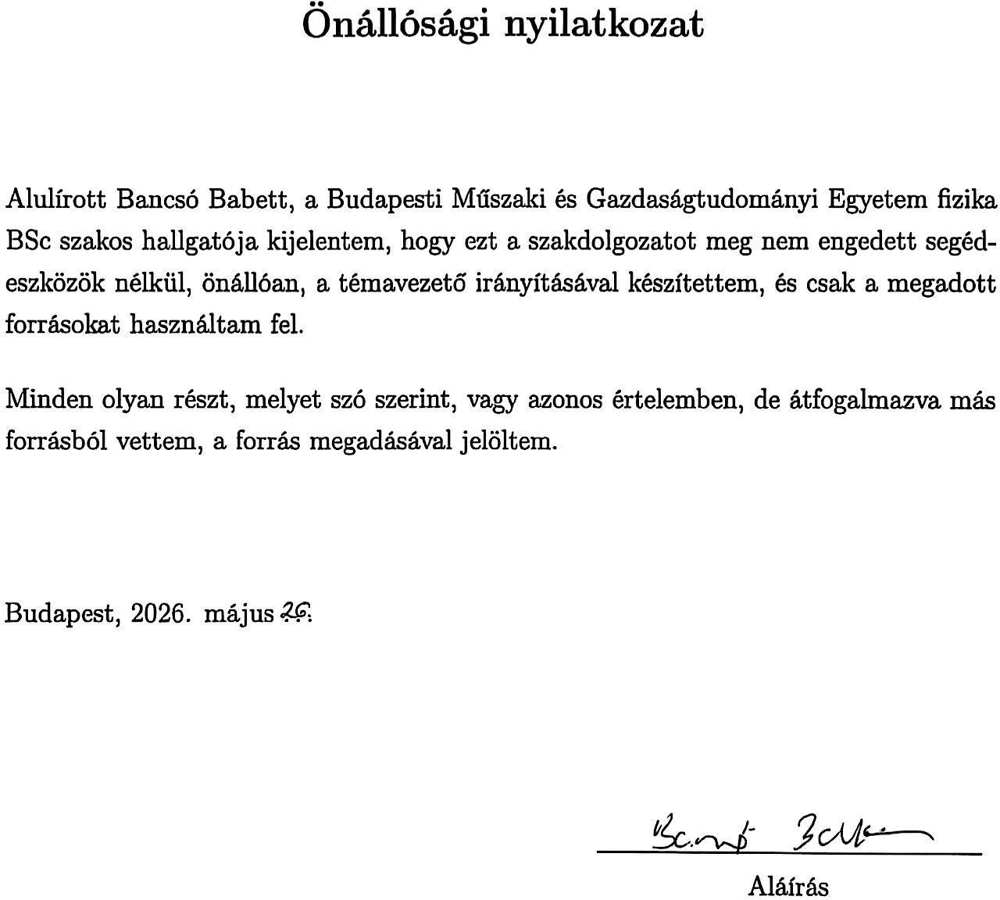 Önállósági nyilatkozat
Alulírott Bancsó Babett, a Budapesti Műszaki és Gazdaságtudományi Egyetem fizika
BSc szakos hallgatója kijelentem, hogy ezt a szakdolgozatot meg nem engedett segéd-
eszközök nélkül, önállóan, a témavezető irányításával készítettem, és csak a megadott
forrásokat használtam fel.
Minden olyan részt, melyet szó szerint, vagy azonos értelemben, de átfogalmazva más
forrásból vettem, a forrás megadásával jelöltem.
Budapest, 2026. május 26.
Bancsó Babett
Aláírás